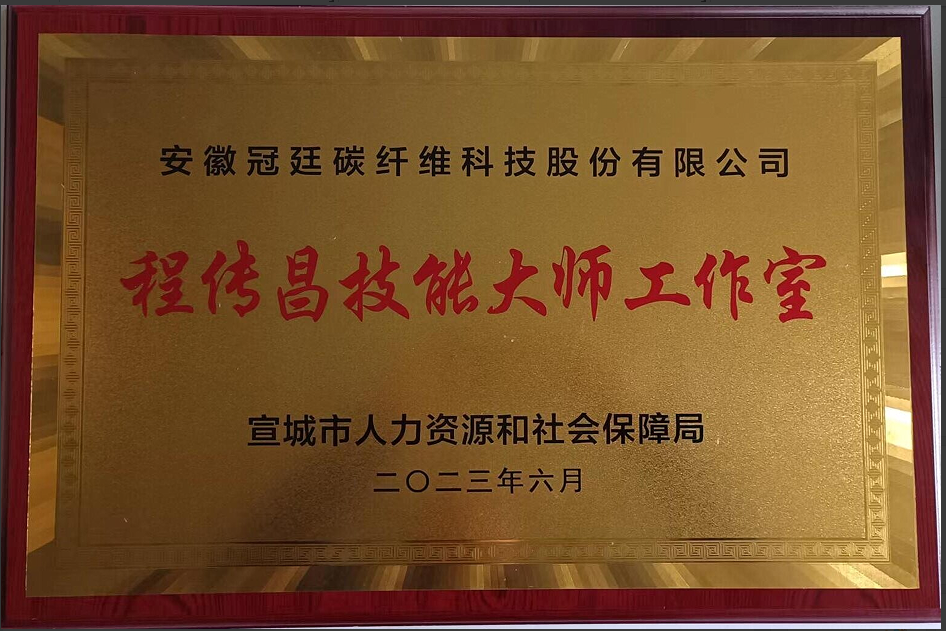 安徽冠廷碳纤维科技股份有限公司
程传昌技能大师工作室
宣城市人力资源和社会保障局
二〇二三年六月